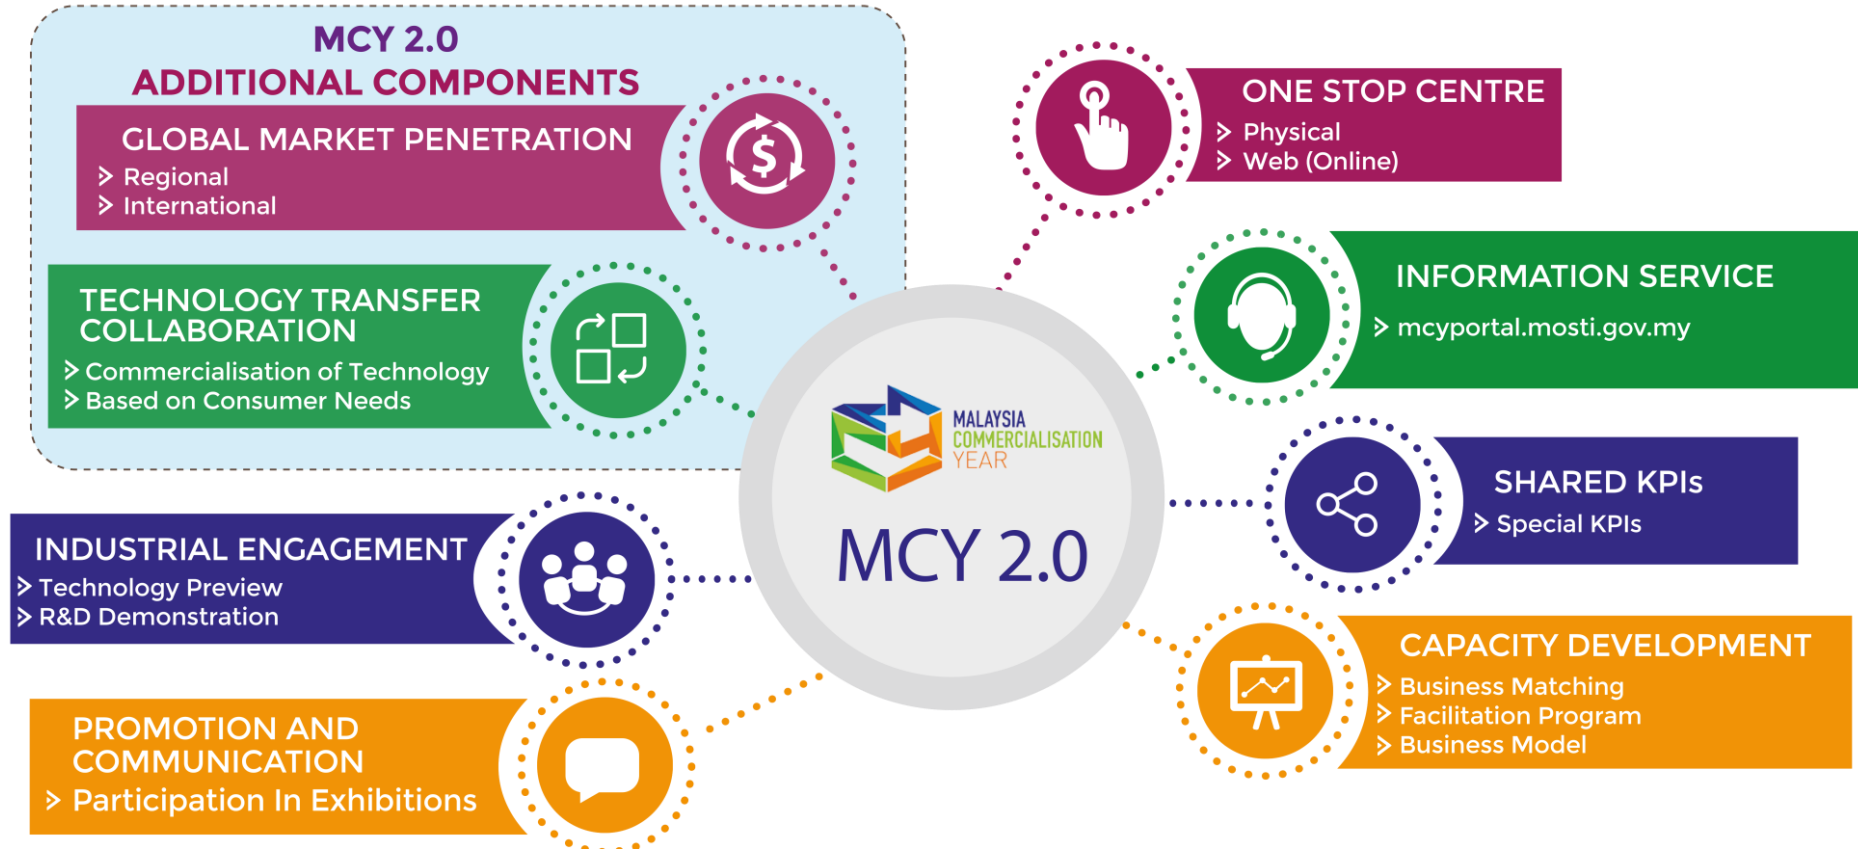 MCY 2.0
ADDITIONAL COMPONENTS
GLOBAL MARKET PENETRATION
Regional
International
TECHNOLOGY TRANSFER
COLLABORATION
Commercialisation of Technology
Based on Consumer Needs
INDUSTRIAL ENGAGEMENT
Technology Preview
R&D Demonstration
PROMOTION AND
COMMUNICATION
Participation In Exhibitions
MALAYSIA
COMMERCIALISATION
YEAR
MCY 2.0
ONE STOP CENTRE
Physical
Web (Online)
INFORMATION SERVICE
mcyportal.mosti.gov.my
SHARED KPIs
Special KPIs
CAPACITY DEVELOPMENT
Business Matching
Facilitation Program
Business Model